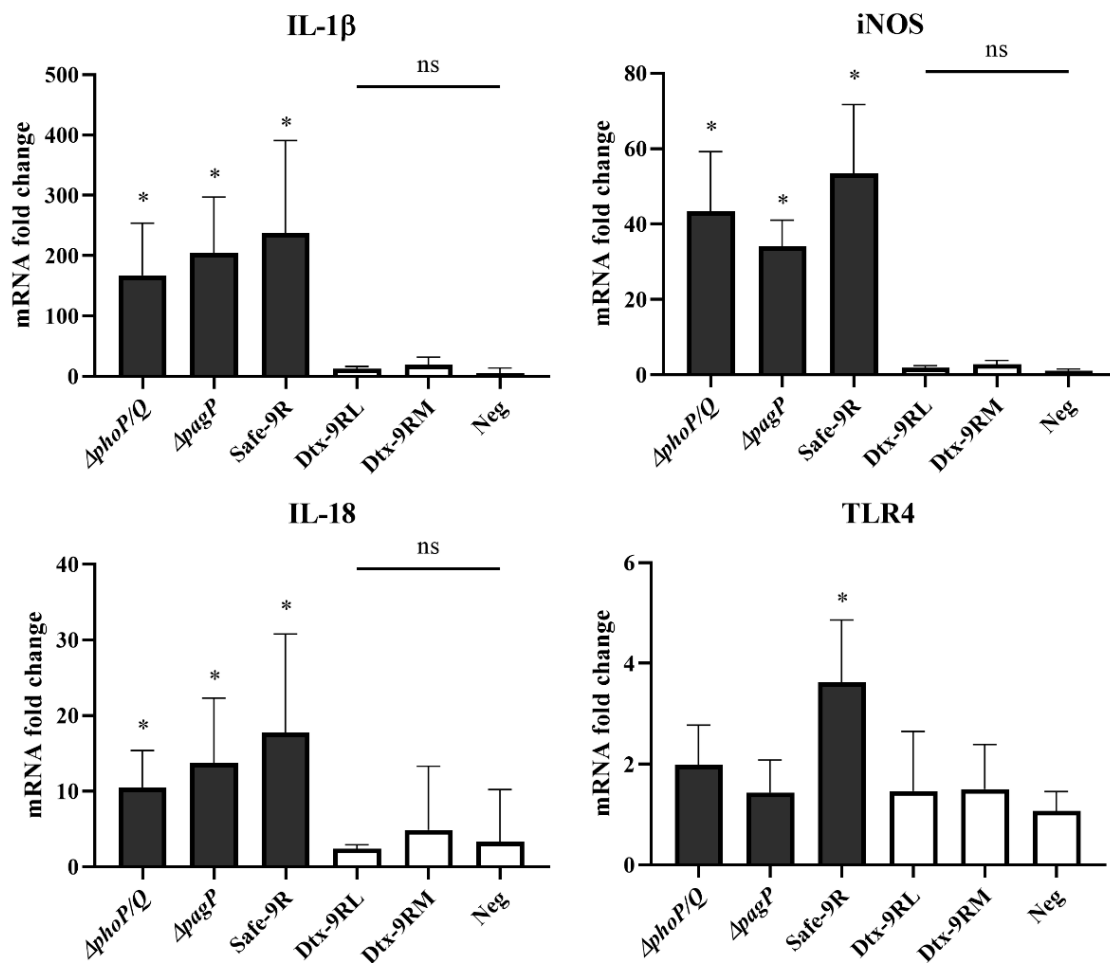 IL-1β
ns
mRNA fold change
500
400
300
200
100
0
*
*
*
ΔphoP/Q
ΔpagP
Safe-9R
Dtx-9RL
Dtx-9RM
Neg
iNOS
ns
mRNA fold change
80
60
40
20
0
*
*
*
ΔphoP/Q
ΔpagP
Safe-9R
Dtx-9RL
Dtx-9RM
Neg
IL-18
ns
mRNA fold change
40
30
20
10
0
*
*
*
ΔphoP/Q
ΔpagP
Safe-9R
Dtx-9RL
Dtx-9RM
Neg
TLR4
mRNA fold change
6
4
2
0
*
ΔphoP/Q
ΔpagP
Safe-9R
Dtx-9RL
Dtx-9RM
Neg